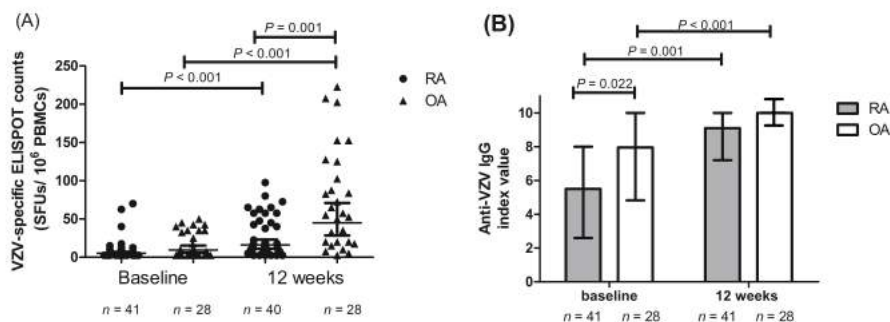 (A)
P = 0.001
P < 0.001
P < 0.001
VZV-specific ELISPOT counts
(SFUs/ 10⁶ PBMCs)
250
200
150
100
50
0
RA
OA
Baseline
12 weeks
n = 41
n = 28
n = 40
n = 28
(B)
P < 0.001
P = 0.001
P = 0.022
Anti-VZV IgG
index value
10
8
6
4
2
0
RA
OA
baseline
12 weeks
n = 41
n = 28
n = 41
n = 28